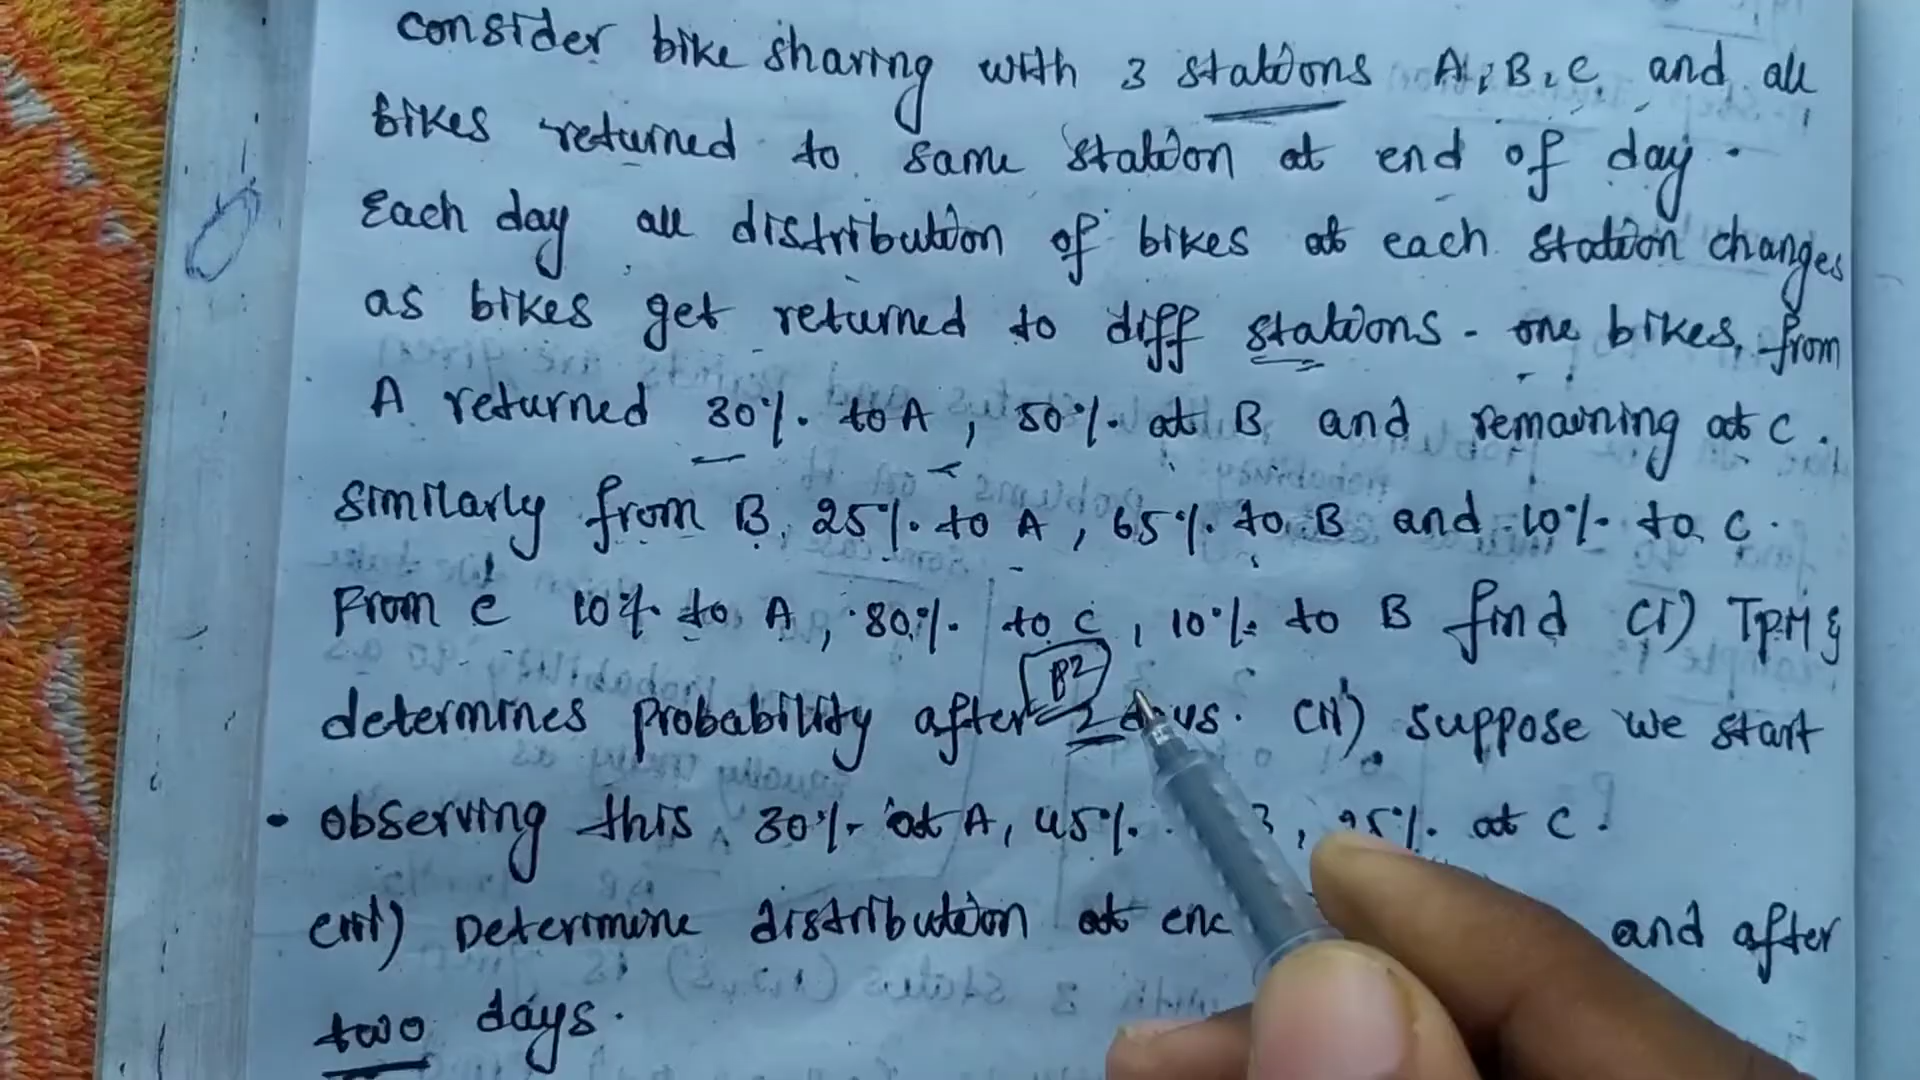 consider bike sharing with 3 stations A, B, C and all
bikes returned to same station at end of day.
Each day all distribution of bikes at each station changes
as bikes get returned to diff stations - one bikes, from
A returned 30% to A, 50% at B and remaining at C.
similarly from B, 25% to A, 65% to B and 10% to C.
From C 10% to A, 80% to C, 10% to B find (i) TPM &
P2
determines probability after 2 days. (ii) suppose we start
• observing this 30% at A, 45% B, 25% at C.
(iii) Determine distribution at and after
two days.